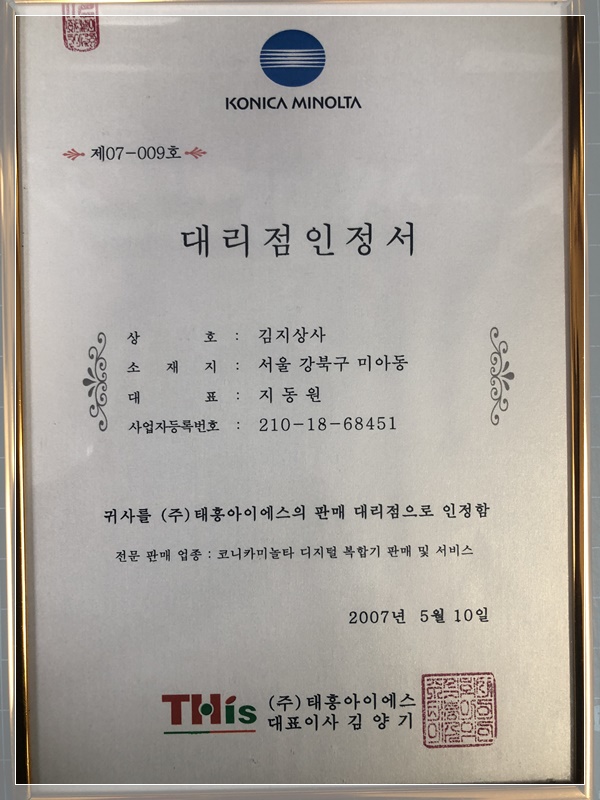 KONICA MINOLTA
제07-009호
대리점인정서
상 호 : 김지상사
소 재 지 : 서울 강북구 미아동
대 표 : 지 동 원
사업자등록번호 : 210-18-68451
귀사를 (주)태흥아이에스의 판매 대리점으로 인정함
전문 판매 업종 : 코니카미놀타 디지털 복합기 판매 및 서비스
2007년 5월 10일
THis (주)태흥아이에스
대표이사 김 양 기